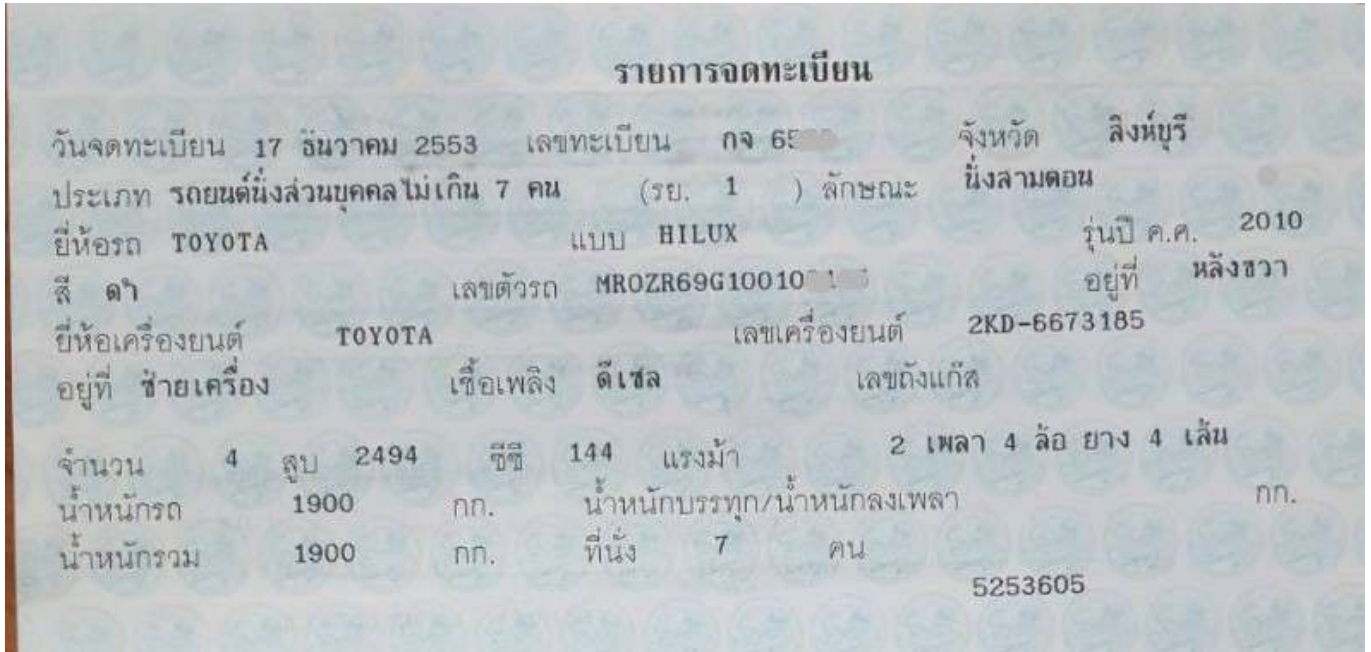 รายการจดทะเบียน
วันจดทะเบียน 17 ธันวาคม 2553 เลขทะเบียน กจ 65 จังหวัด สิงห์บุรี
ประเภท รถยนต์นั่งส่วนบุคคลไม่เกิน 7 คน (รย. 1 ) ลักษณะ นั่งสามตอน
ยี่ห้อรถ TOYOTA แบบ HILUX รุ่นปี ค.ศ. 2010
สี ดำ เลขตัวรถ MROZR69G10010 อยู่ที่ หลังขวา
ยี่ห้อเครื่องยนต์ TOYOTA เลขเครื่องยนต์ 2KD-6673185
อยู่ที่ ซ้ายเครื่อง เชื้อเพลิง ดีเซล เลขถังแก๊ส
จำนวน 4 สูบ 2494 ซีซี 144 แรงม้า 2 เพลา 4 ล้อ ยาง 4 เส้น
น้ำหนักรถ 1900 กก. น้ำหนักบรรทุก/น้ำหนักลงเพลา กก.
น้ำหนักรวม 1900 กก. ที่นั่ง 7 คน
5253605